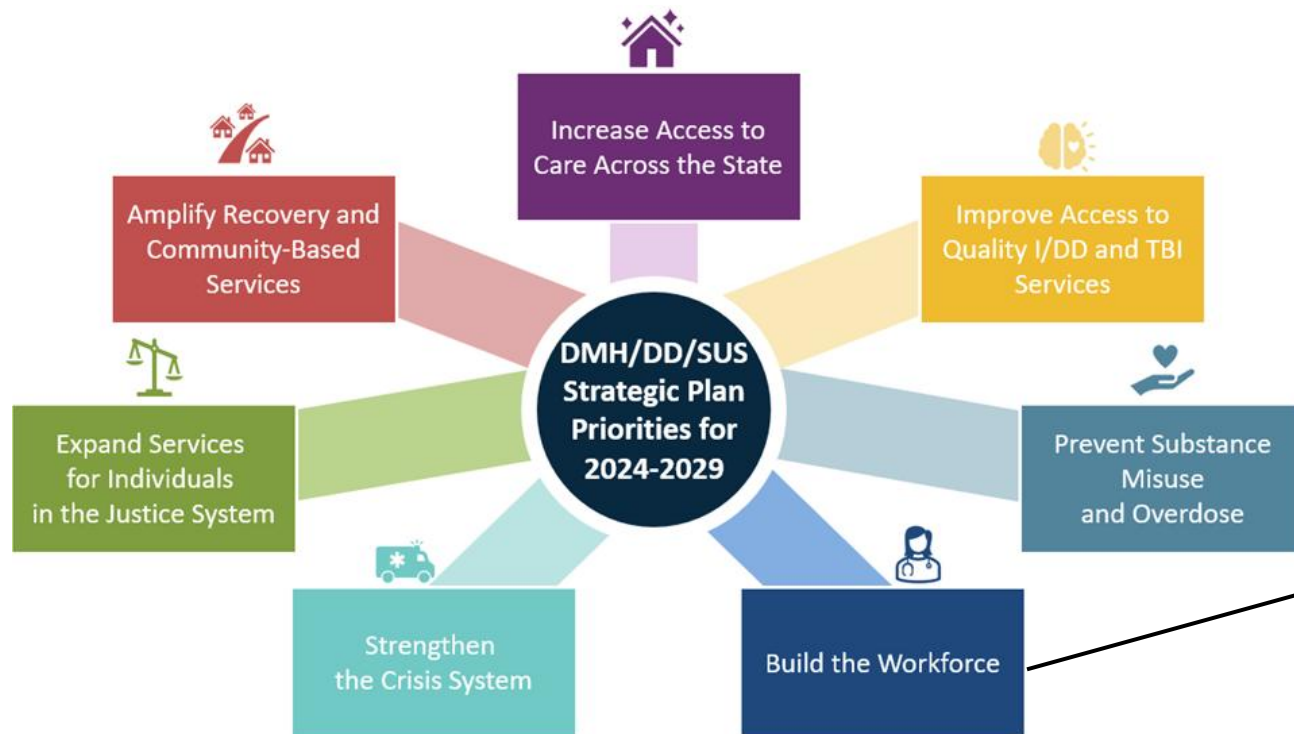 Increase Access to
Care Across the State
Amplify Recovery and
Community-Based
Services
Improve Access to
Quality I/DD and TBI
Services
DMH/DD/SUS
Strategic Plan
Priorities for
2024-2029
Expand Services
for Individuals
in the Justice System
Prevent Substance
Misuse
and Overdose
Strengthen
the Crisis System
Build the Workforce